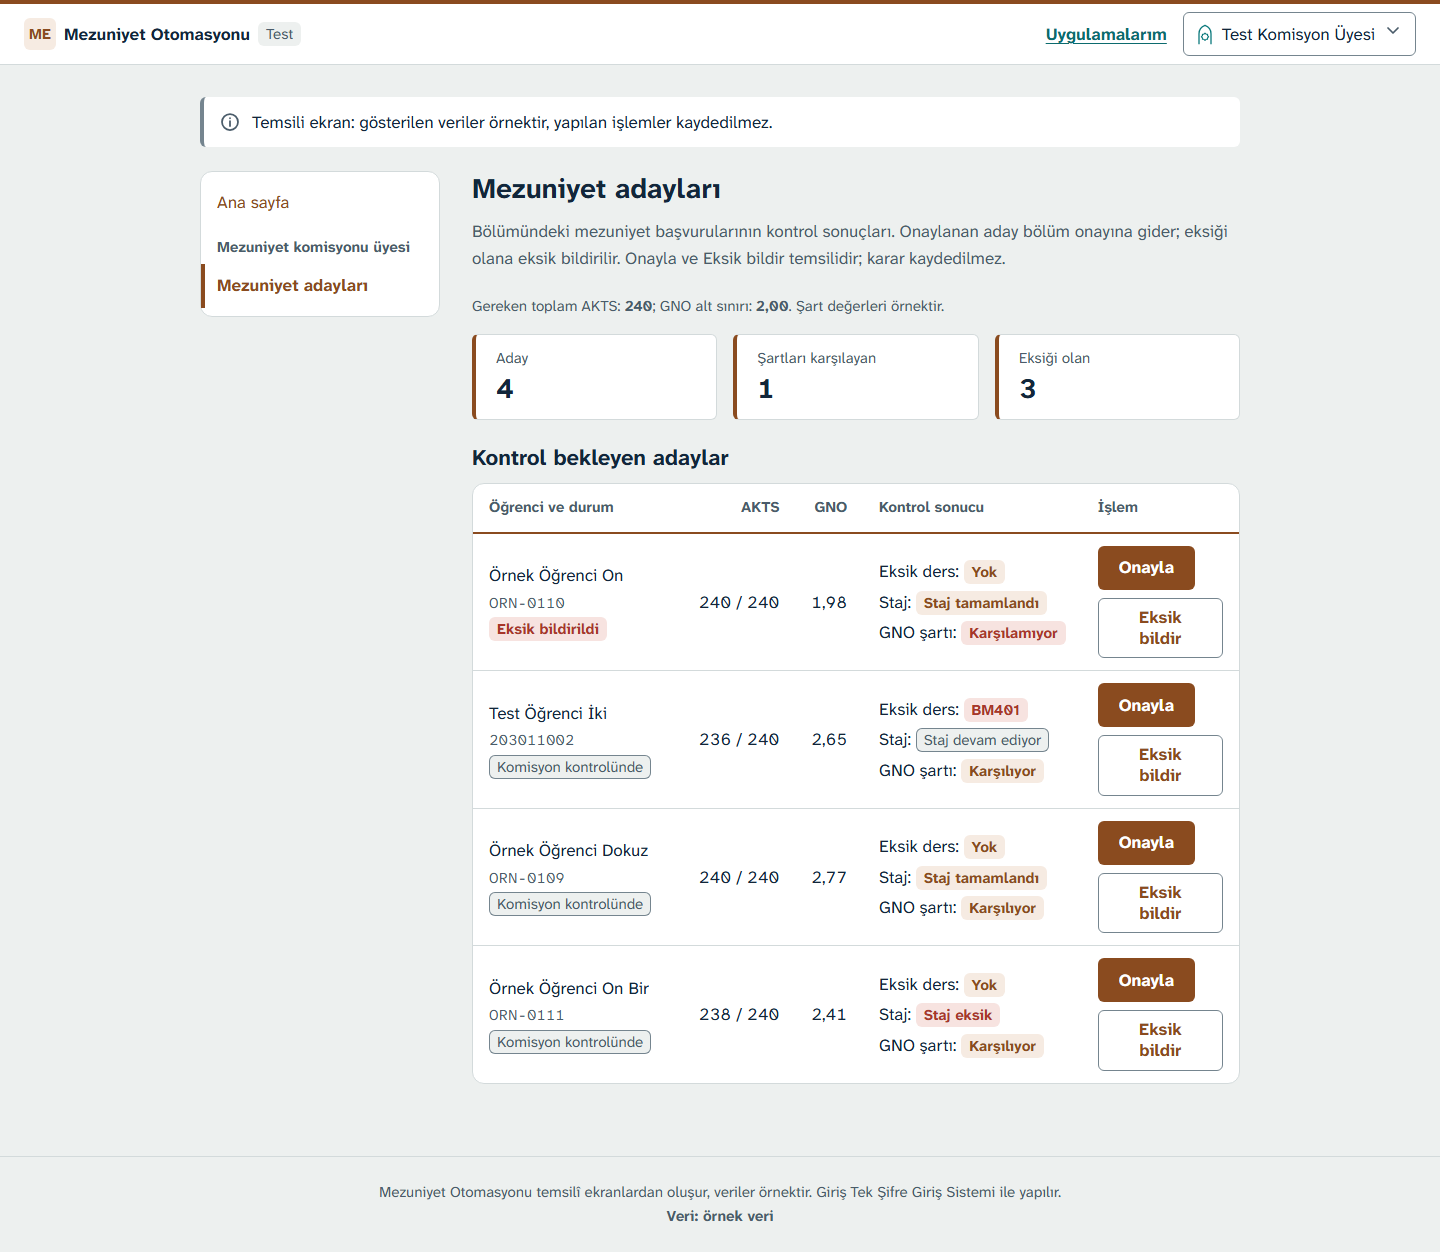 ME Mezuniyet Otomasyonu Test
Uygulamalarım
Test Komisyon Üyesi
Temsili ekran: gösterilen veriler örnektir, yapılan işlemler kaydedilmez.
Ana sayfa
Mezuniyet komisyonu üyesi
Mezuniyet adayları
Mezuniyet adayları
Bölümündeki mezuniyet başvurularının kontrol sonuçları. Onaylanan aday bölüm onayına gider; eksiği
olana eksik bildirilir. Onayla ve Eksik bildir temsilidir; karar kaydedilmez.
Gereken toplam AKTS: 240; GNO alt sınırı: 2,00. Şart değerleri örnektir.
Aday
4
Şartları karşılayan
1
Eksiği olan
3
Kontrol bekleyen adaylar
Öğrenci ve durum AKTS GNO Kontrol sonucu İşlem
Örnek Öğrenci On
ORN-0110
Eksik bildirildi
240 / 240
1,98
Eksik ders: Yok
Staj: Staj tamamlandı
GNO şartı: Karşılamıyor
Onayla
Eksik
bildir
Test Öğrenci İki
203011002
Komisyon kontrolünde
236 / 240
2,65
Eksik ders: BM401
Staj: Staj devam ediyor
GNO şartı: Karşılıyor
Onayla
Eksik
bildir
Örnek Öğrenci Dokuz
ORN-0109
Komisyon kontrolünde
240 / 240
2,77
Eksik ders: Yok
Staj: Staj tamamlandı
GNO şartı: Karşılıyor
Onayla
Eksik
bildir
Örnek Öğrenci On Bir
ORN-0111
Komisyon kontrolünde
238 / 240
2,41
Eksik ders: Yok
Staj: Staj eksik
GNO şartı: Karşılıyor
Onayla
Eksik
bildir
Mezuniyet Otomasyonu temsilî ekranlardan oluşur, veriler örnektir. Giriş Tek Şifre Giriş Sistemi ile yapılır.
Veri: örnek veri